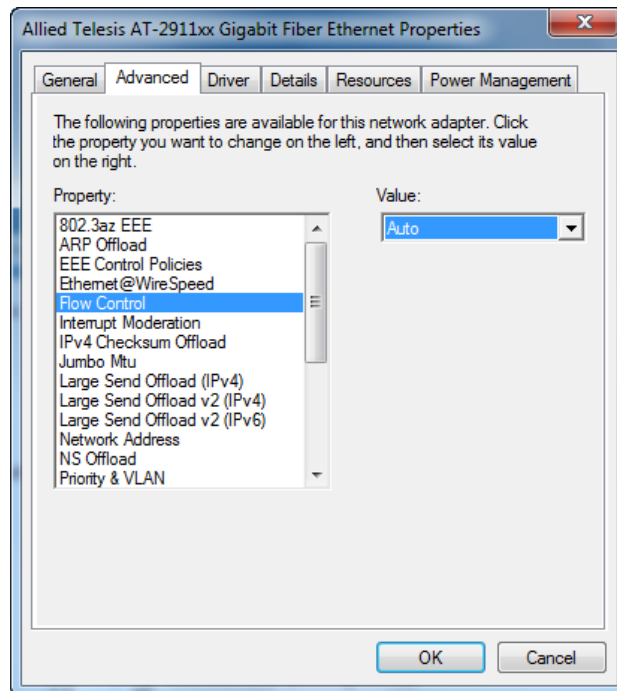 Allied Telesis AT-2911xx Gigabit Fiber Ethernet Properties
General Advanced Driver Details Resources Power Management
The following properties are available for this network adapter. Click
the property you want to change on the left, and then select its value
on the right.
Property:
Value:
802.3az EEE
ARP Offload
EEE Control Policies
Ethernet@WireSpeed
Flow Control
Interrupt Moderation
IPv4 Checksum Offload
Jumbo Mtu
Large Send Offload (IPv4)
Large Send Offload v2 (IPv4)
Large Send Offload v2 (IPv6)
Network Address
NS Offload
Priority & VLAN
Auto
OK Cancel